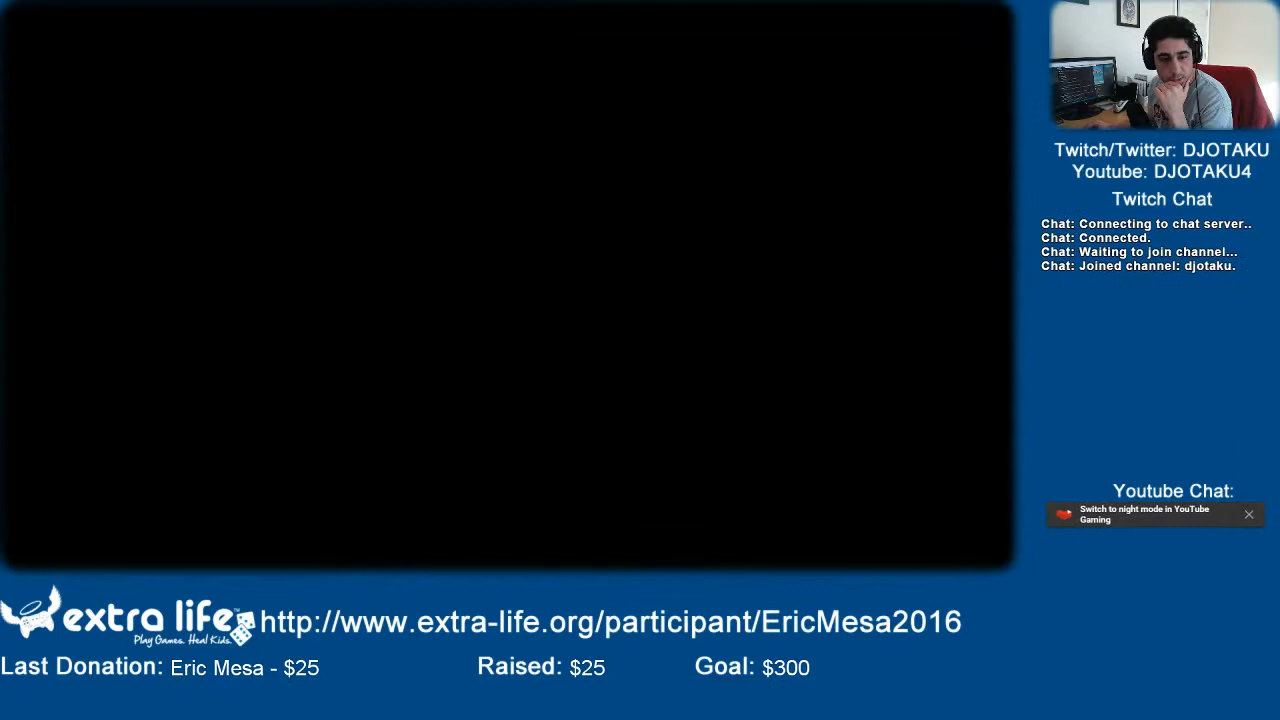 Twitch/Twitter: DJOTAKU
Youtube: DJOTAKU4
Twitch Chat
Chat: Connecting to chat server..
Chat: Connected.
Chat: Waiting to join channel...
Chat: Joined channel: djotaku.
Youtube Chat:
Switch to night mode in YouTube
Gaming
extra life
Play Games. Heal Kids.
http://www.extra-life.org/participant/EricMesa2016
Last Donation: Eric Mesa - $25
Raised: $25
Goal: $300